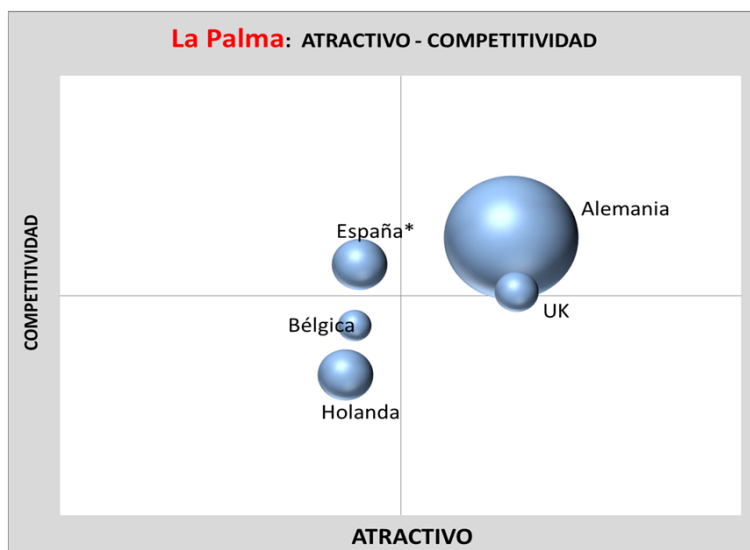 La Palma: ATRACTIVO - COMPETITIVIDAD
COMPETITIVIDAD
España*
Alemania
UK
Bélgica
Holanda
ATRACTIVO